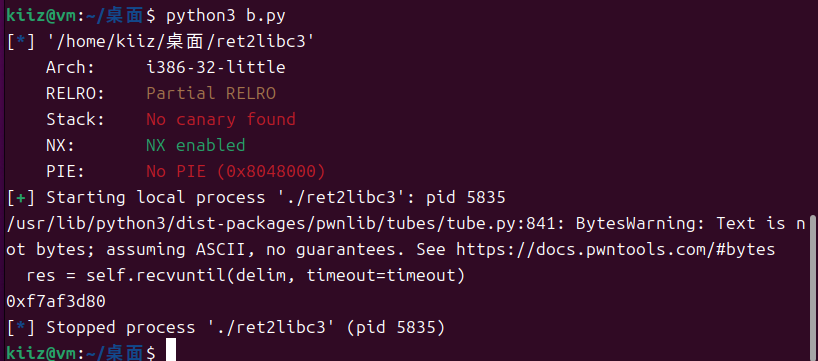 kiiz@vm:~/桌面$ python3 b.py
[*] '/home/kiiz/桌面/ret2libc3'
    Arch:     i386-32-little
    RELRO:    Partial RELRO
    Stack:    No canary found
    NX:       NX enabled
    PIE:      No PIE (0x8048000)
[+] Starting local process './ret2libc3': pid 5835
/usr/lib/python3/dist-packages/pwnlib/tubes/tube.py:841: BytesWarning: Text is n
ot bytes; assuming ASCII, no guarantees. See https://docs.pwntools.com/#bytes
  res = self.recvuntil(delim, timeout=timeout)
0xf7af3d80
[*] Stopped process './ret2libc3' (pid 5835)
kiiz@vm:~/桌面$